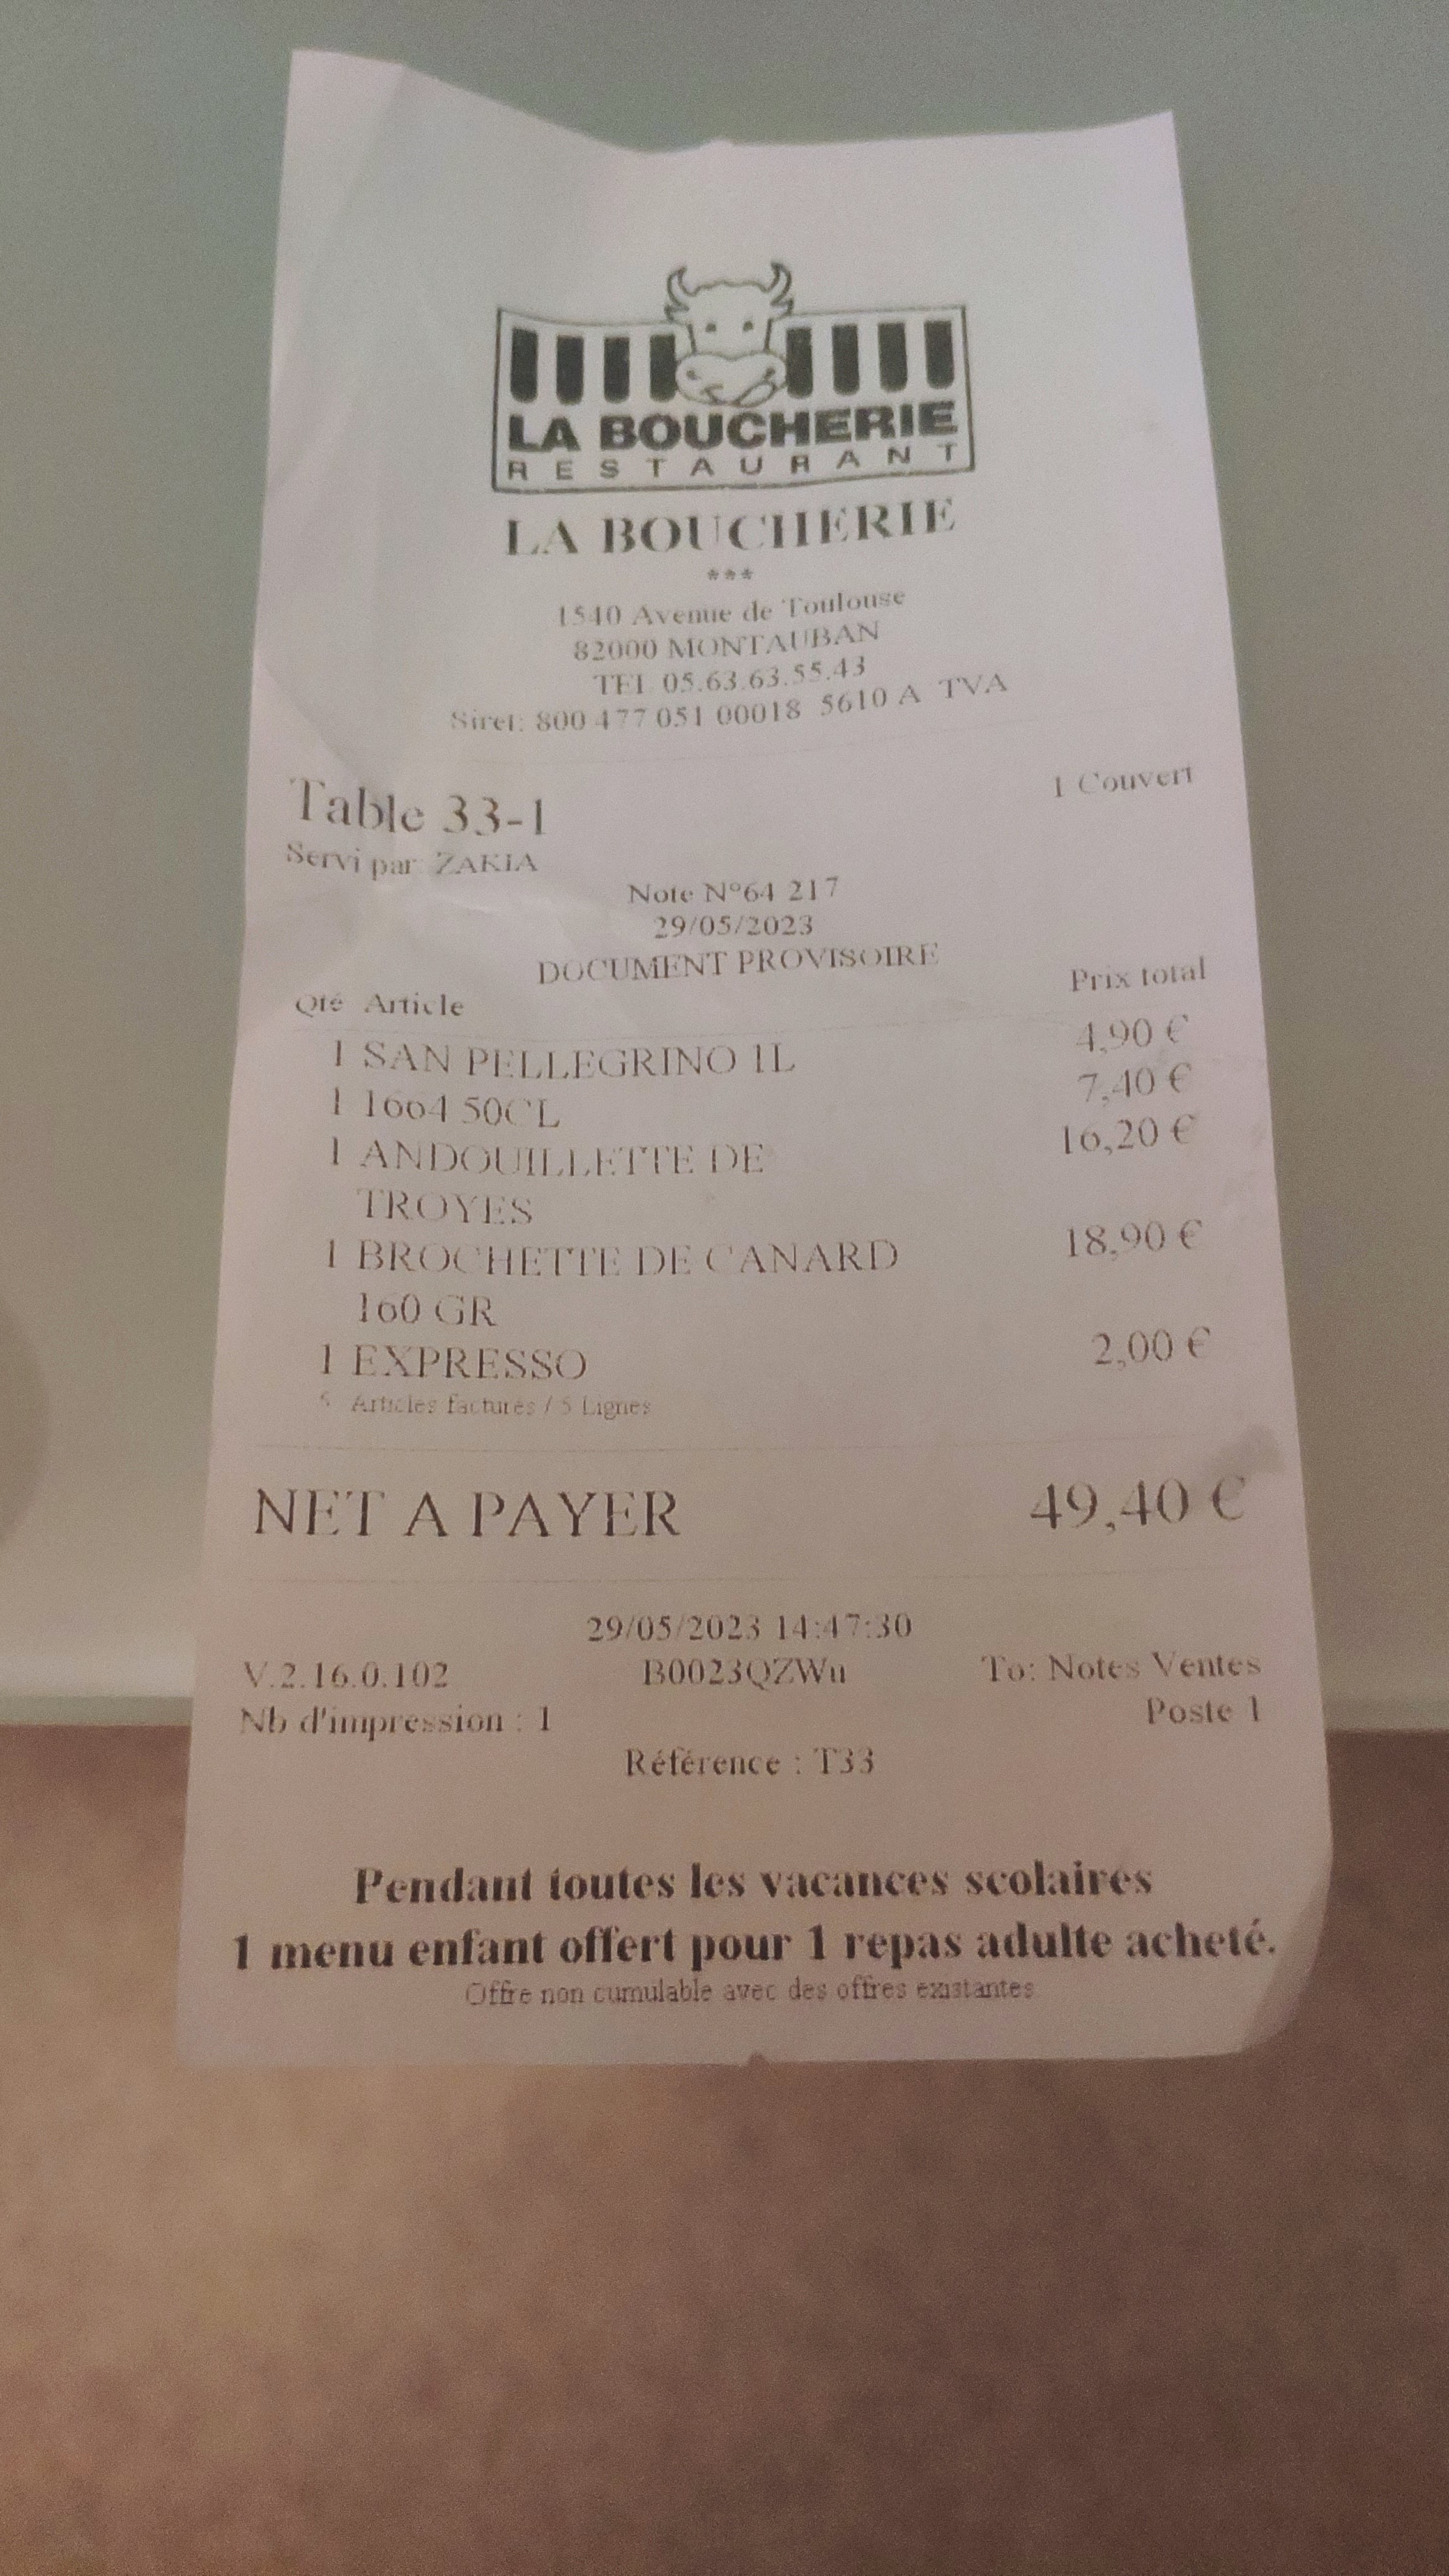 LA BOUCHERIE
RESTAURANT
LA BOUCHERIE
***
1540 Avenue de Toulouse
82000 MONTAUBAN
TEL 05.63.63.55.43
Siret: 800 477 051 00018 5610 A TVA
Table 33-1 1 Couvert
Servi par: ZAKIA
Note N°64 217
29/05/2023
DOCUMENT PROVISOIRE
Qté Article Prix total
1 SAN PELLEGRINO 1L 4,90 €
1 1664 50CL 7,40 €
1 ANDOUILLETTE DE 16,20 €
TROYES
1 BROCHETTE DE CANARD 18,90 €
160 GR
1 EXPRESSO 2,00 €
5 Articles facturés / 5 Lignes
NET A PAYER 49,40 €
29/05/2023 14:47:30
V.2.16.0.102 B0023QZWu To: Notes Ventes
Nb d'impression : 1 Poste 1
Référence : T33
Pendant toutes les vacances scolaires
1 menu enfant offert pour 1 repas adulte acheté.
Offre non cumulable avec des offres existantes